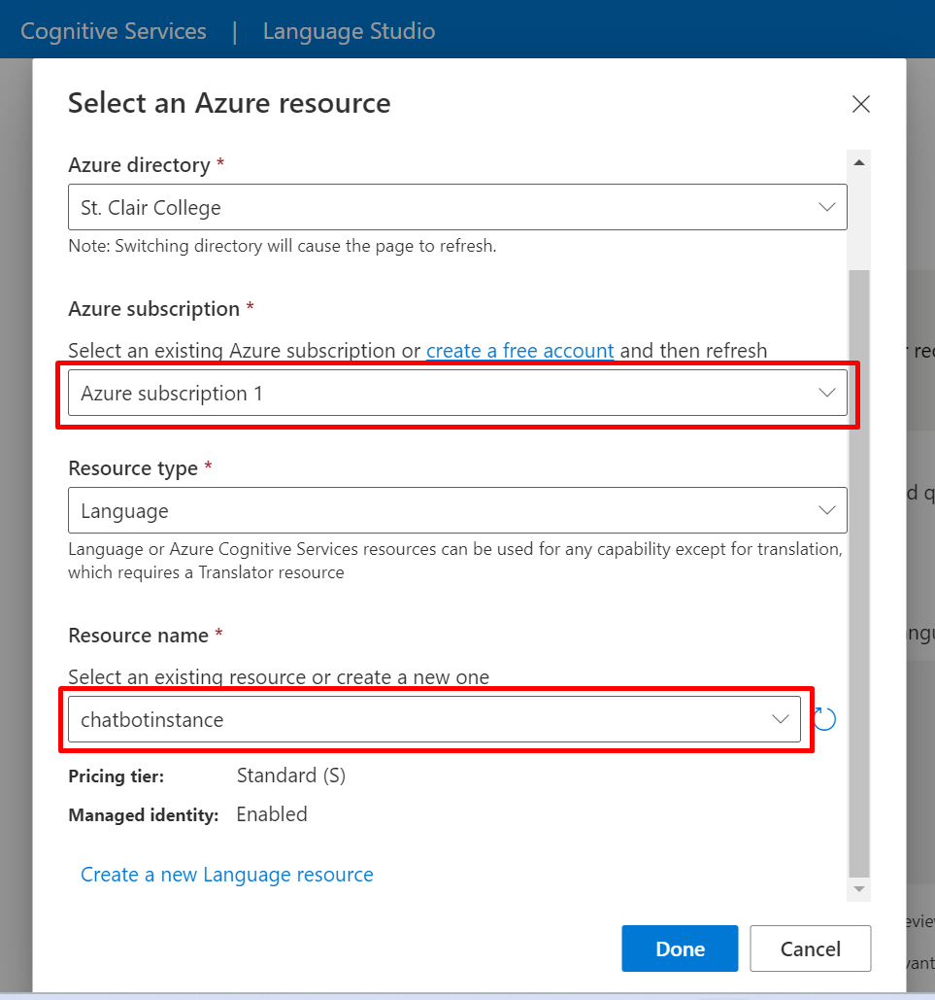 Cognitive Services | Language Studio
Select an Azure resource
Azure directory *
St. Clair College
Note: Switching directory will cause the page to refresh.
Azure subscription *
Select an existing Azure subscription or create a free account and then refresh
Azure subscription 1
Resource type *
Language
Language or Azure Cognitive Services resources can be used for any capability except for translation,
which requires a Translator resource
Resource name *
Select an existing resource or create a new one
chatbotinstance
Pricing tier: Standard (S)
Managed identity: Enabled
Create a new Language resource
Done Cancel